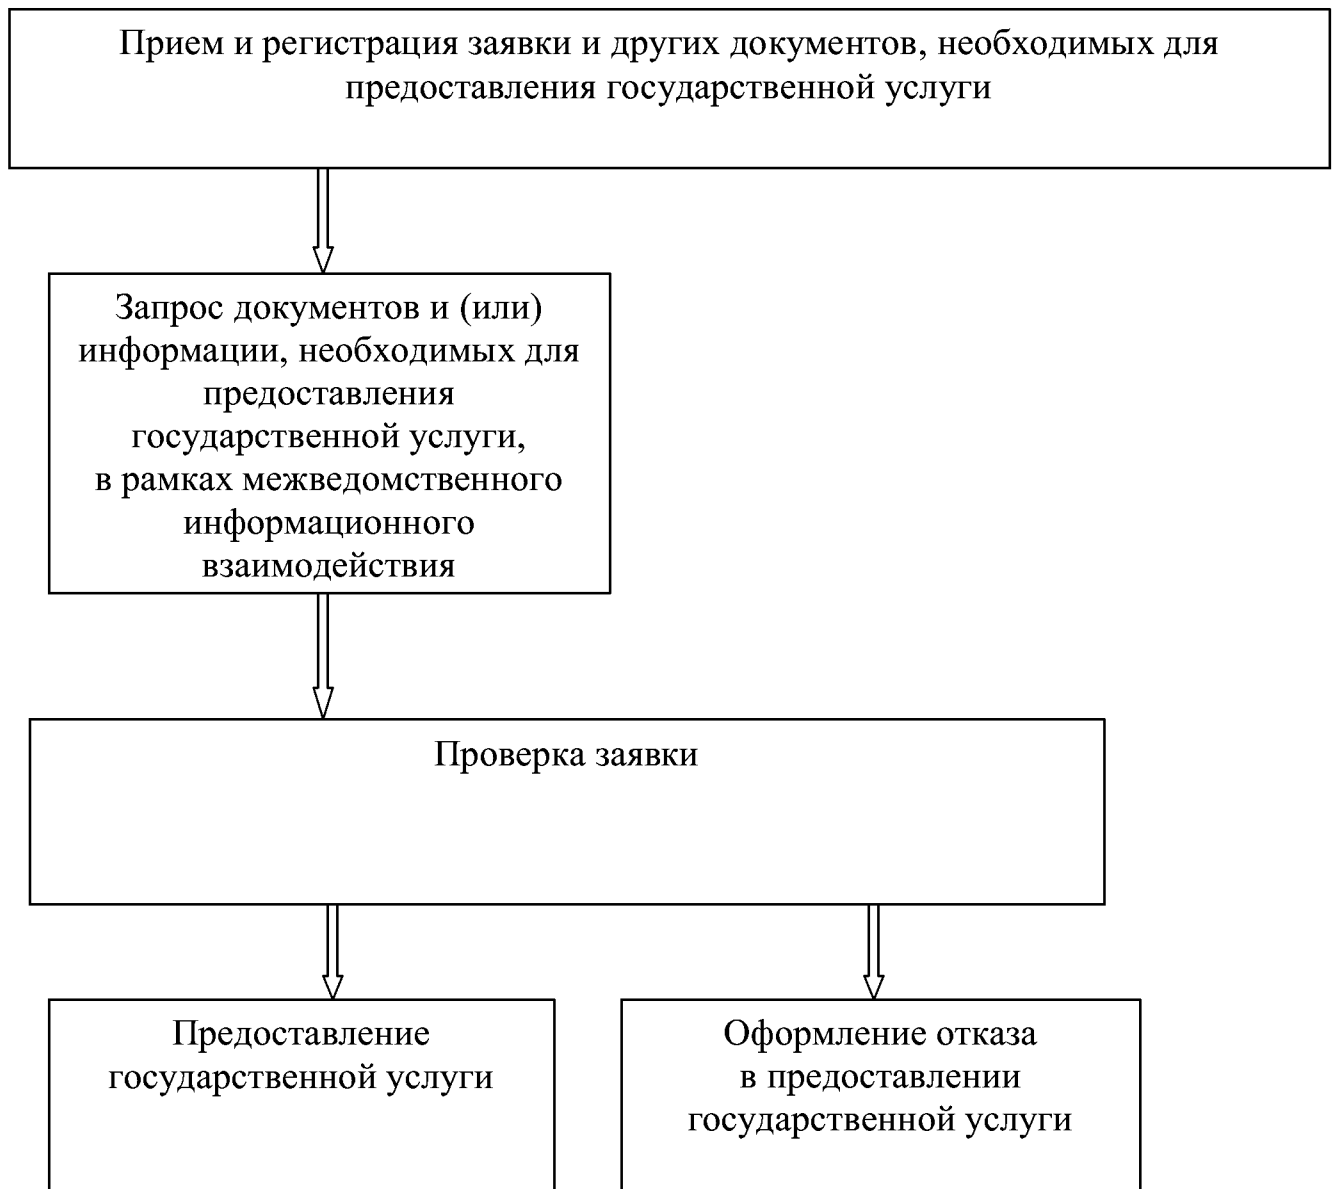 Прием и регистрация заявки и других документов, необходимых для
предоставления государственной услуги
Запрос документов и (или)
информации, необходимых для
предоставления
государственной услуги,
в рамках межведомственного
информационного
взаимодействия
Проверка заявки
Предоставление
государственной услуги
Оформление отказа
в предоставлении
государственной услуги